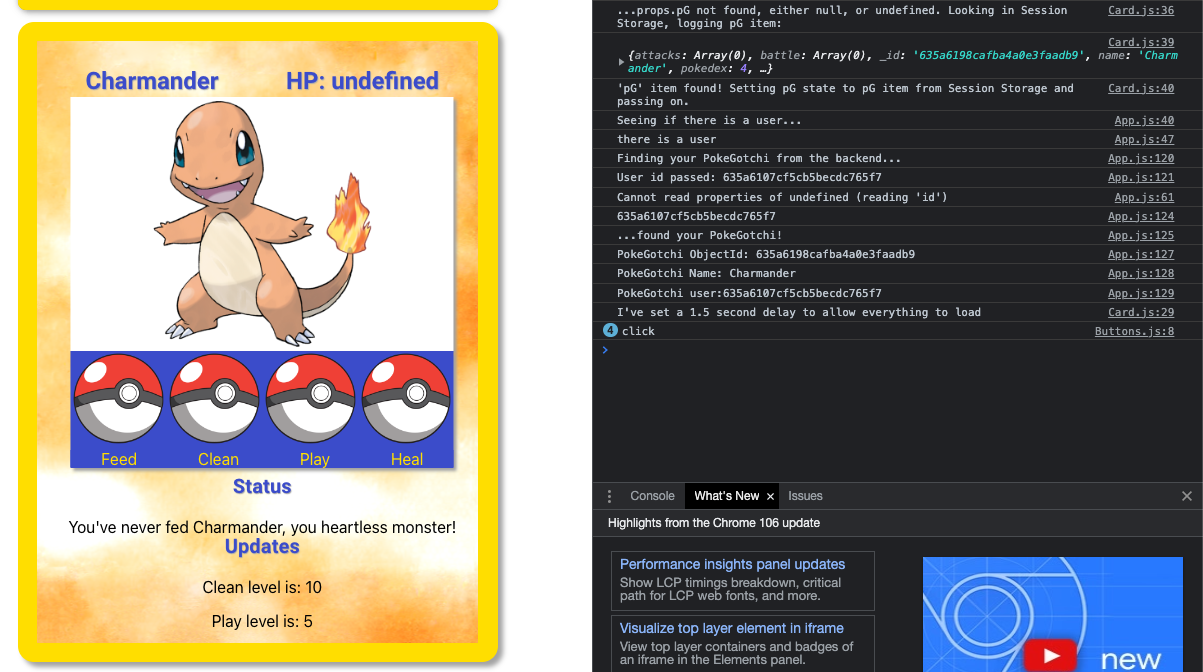 Charmander HP: undefined
Feed Clean Play Heal
Status
You've never fed Charmander, you heartless monster!
Updates
Clean level is: 10
Play level is: 5
...props.pG not found, either null, or undefined. Looking in Session Card.js:36
Storage, logging pG item:
Card.js:39
{attacks: Array(0), battle: Array(0), _id: '635a6198cafba4a0e3faadb9', name: 'Charm
ander', pokedex: 4, …}
'pG' item found! Setting pG state to pG item from Session Storage and Card.js:40
passing on.
Seeing if there is a user... App.js:40
there is a user App.js:47
Finding your PokeGotchi from the backend... App.js:120
User id passed: 635a6107cf5cb5becdc765f7 App.js:121
Cannot read properties of undefined (reading 'id') App.js:61
635a6107cf5cb5becdc765f7 App.js:124
...found your PokeGotchi! App.js:125
PokeGotchi ObjectId: 635a6198cafba4a0e3faadb9 App.js:127
PokeGotchi Name: Charmander App.js:128
PokeGotchi user:635a6107cf5cb5becdc765f7 App.js:129
I've set a 1.5 second delay to allow everything to load Card.js:29
4 click Buttons.js:8
Console What's New Issues
Highlights from the Chrome 106 update
Performance insights panel updates
Show LCP timings breakdown, critical
path for LCP web fonts, and more.
Visualize top layer element in iframe
View top layer containers and badges of
an iframe in the Elements panel.
new